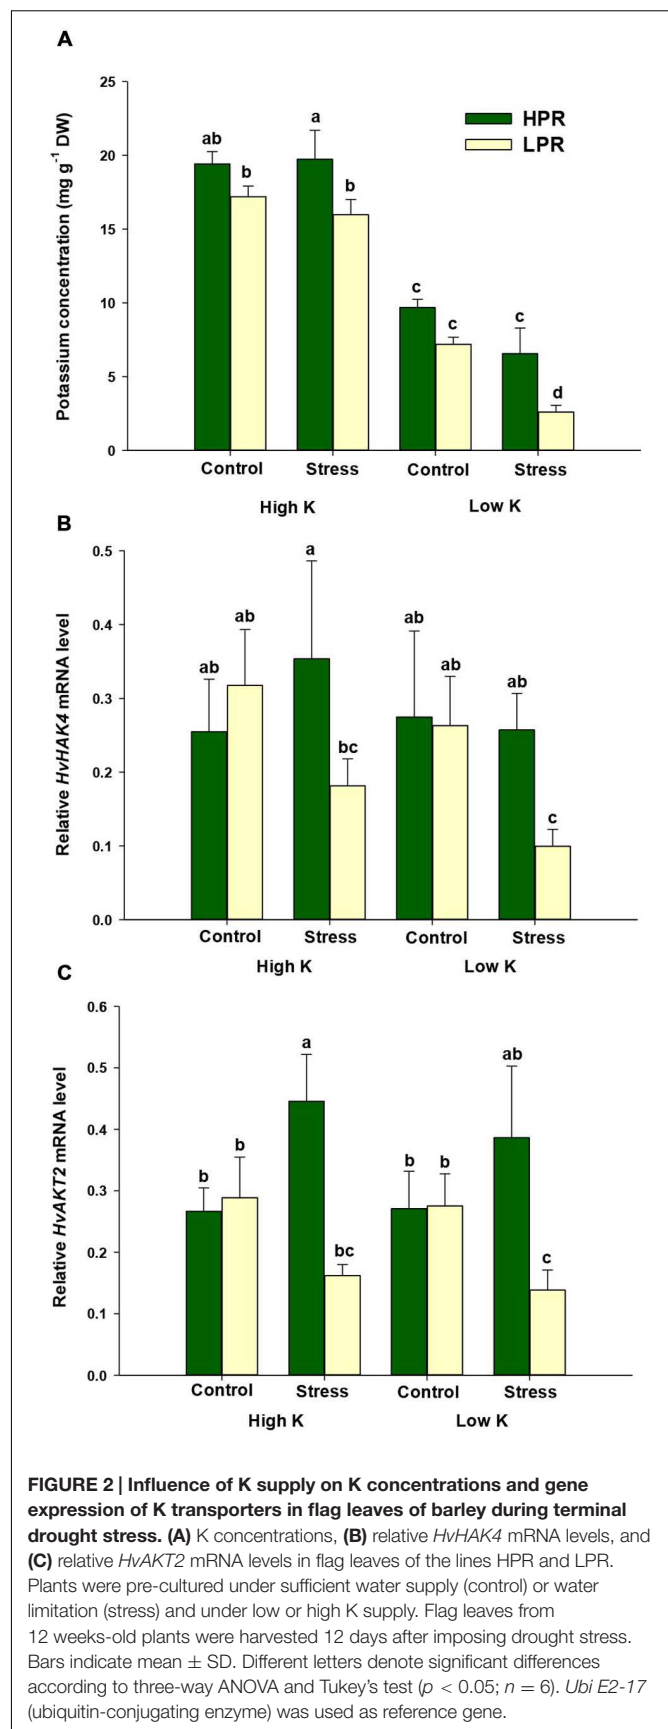 A
25
20
15
10
5
0
Potassium concentration (mg g⁻¹ DW)
HPR
LPR
ab
b
a
b
c
c
c
d
Control Stress Control Stress
High K Low K
B
0.5
0.4
0.3
0.2
0.1
0.0
Relative HvHAK4 mRNA level
ab
ab
a
bc
ab
ab
ab
c
Control Stress Control Stress
High K Low K
C
0.6
0.5
0.4
0.3
0.2
0.1
0.0
Relative HvAKT2 mRNA level
b
b
a
bc
b
b
ab
c
Control Stress Control Stress
High K Low K
FIGURE 2 | Influence of K supply on K concentrations and gene
expression of K transporters in flag leaves of barley during terminal
drought stress. (A) K concentrations, (B) relative HvHAK4 mRNA levels, and
(C) relative HvAKT2 mRNA levels in flag leaves of the lines HPR and LPR.
Plants were pre-cultured under sufficient water supply (control) or water
limitation (stress) and under low or high K supply. Flag leaves from
12 weeks-old plants were harvested 12 days after imposing drought stress.
Bars indicate mean ± SD. Different letters denote significant differences
according to three-way ANOVA and Tukey's test (p < 0.05; n = 6). Ubi E2-17
(ubiquitin-conjugating enzyme) was used as reference gene.